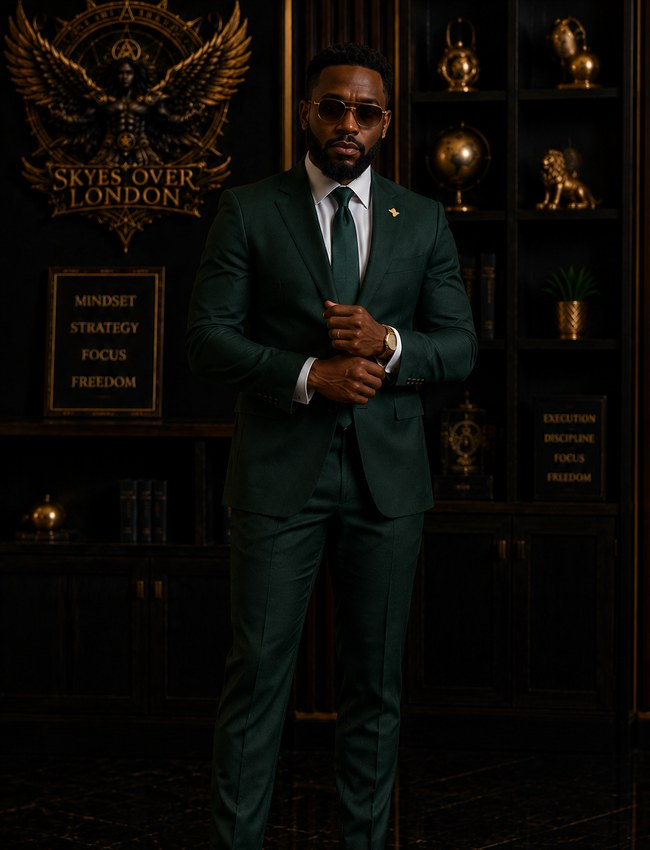 SKYES OVER
LONDON
MINDSET
STRATEGY
FOCUS
FREEDOM
EXECUTION
DISCIPLINE
FOCUS
FREEDOM